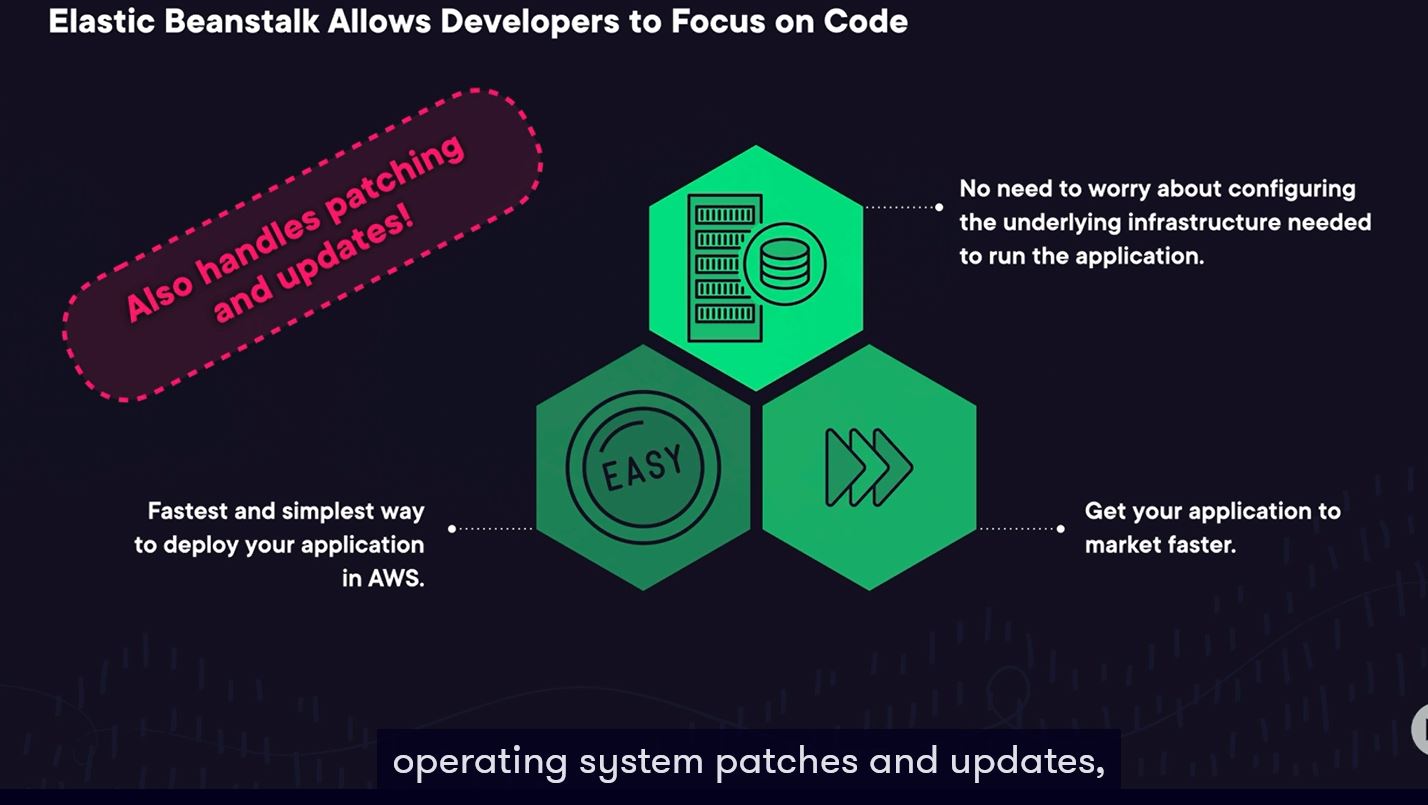 Elastic Beanstalk Allows Developers to Focus on Code
Also handles patching
and updates!
No need to worry about configuring
the underlying infrastructure needed
to run the application.
EASY
Fastest and simplest way
to deploy your application
in AWS.
Get your application to
market faster.
operating system patches and updates,